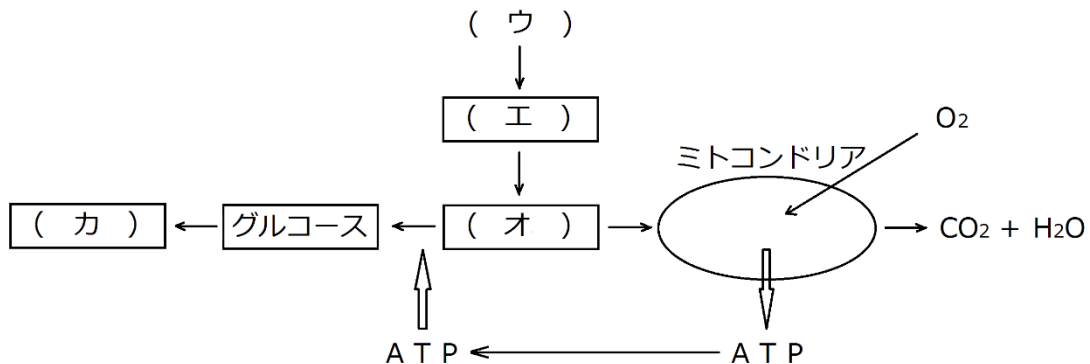 ( ウ )
( エ )
O2
ミトコンドリア
( カ )
グルコース
( オ )
CO2 + H2O
ATP
ATP